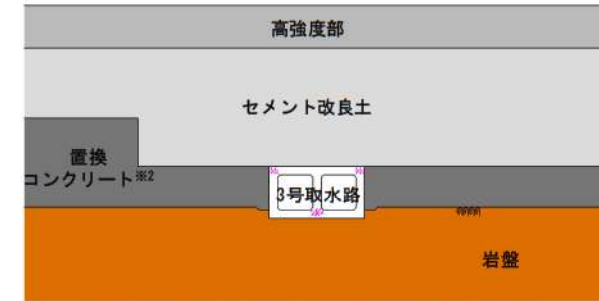 高強度部
セメント改良土
置換
コンクリート※2
3号取水路
岩盤